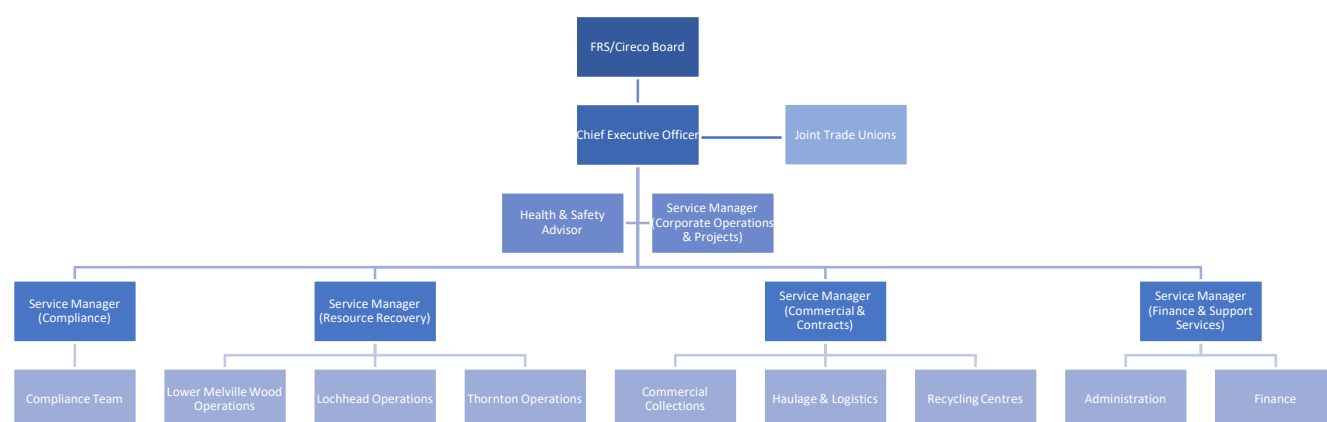 FRS/Cireco Board
Chief Executive Officer
Joint Trade Unions
Health & Safety
Advisor
Service Manager
(Corporate Operations
& Projects)
Service Manager
(Compliance)
Service Manager
(Resource Recovery)
Service Manager
(Commercial &
Contracts)
Service Manager
(Finance & Support
Services)
Compliance Team
Lower Melville Wood
Operations
Lochhead Operations
Thornton Operations
Commercial
Collections
Haulage & Logistics
Recycling Centres
Administration
Finance